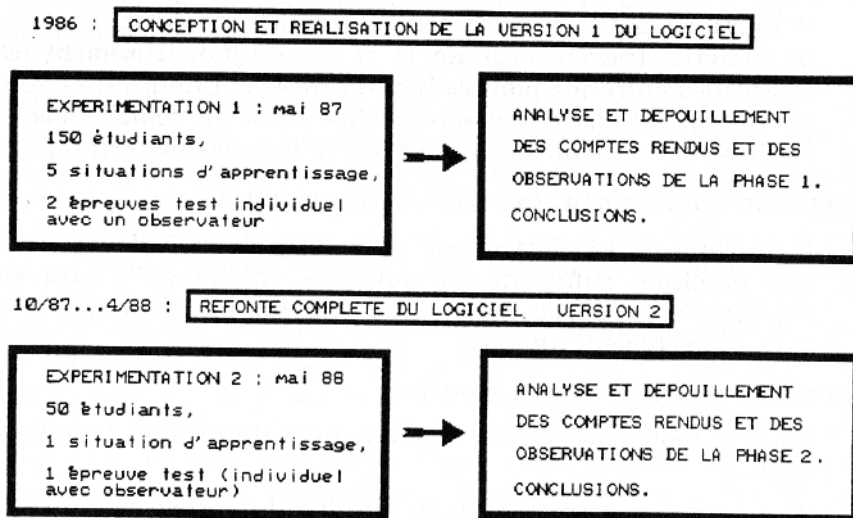 1986 : CONCEPTION ET REALISATION DE LA VERSION 1 DU LOGICIEL
EXPERIMENTATION 1 : mai 87
150 étudiants,
5 situations d'apprentissage,
2 épreuves test individuel
avec un observateur
ANALYSE ET DEPOUILLEMENT
DES COMPTES RENDUS ET DES
OBSERVATIONS DE LA PHASE 1.
CONCLUSIONS.
10/87...4/88 : REFONTE COMPLETE DU LOGICIEL VERSION 2
EXPERIMENTATION 2 : mai 88
50 étudiants,
1 situation d'apprentissage,
1 épreuve test (individuel
avec observateur)
ANALYSE ET DEPOUILLEMENT
DES COMPTES RENDUS ET DES
OBSERVATIONS DE LA PHASE 2.
CONCLUSIONS.